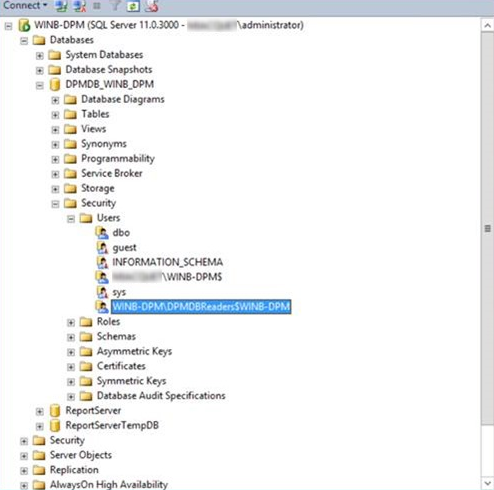 Connect
WINB-DPM (SQL Server 11.0.3000 - \administrator)
Databases
System Databases
Database Snapshots
DPMDB_WINB_DPM
Database Diagrams
Tables
Views
Synonyms
Programmability
Service Broker
Storage
Security
Users
dbo
guest
INFORMATION_SCHEMA
\WINB-DPM$
sys
WINB-DPM\DPMDBReaders$WINB-DPM
Roles
Schemas
Asymmetric Keys
Certificates
Symmetric Keys
Database Audit Specifications
ReportServer
ReportServerTempDB
Security
Server Objects
Replication
AlwaysOn High Availability